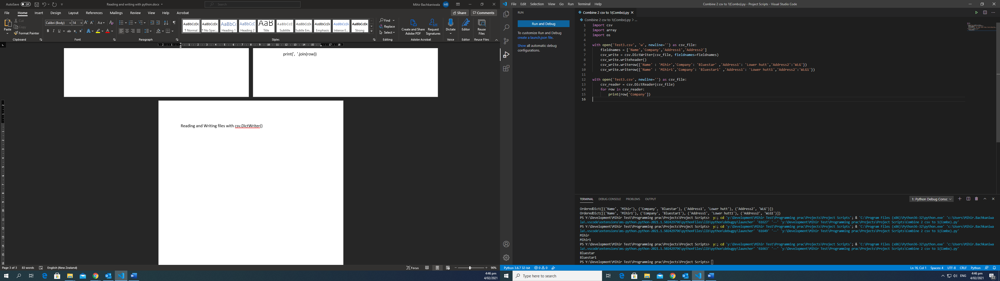 AutoSave Off
Reading and writing with python.docx
Search
Mihir Bachkaniwala MB
File Home Insert Design Layout References Mailings Review View Help Acrobat
Share Comments
Paste
Cut
Copy
Format Painter
Clipboard
Calibri (Body) 14
Font
Paragraph
AaBbCcDc ¶ Normal
AaBbCcDc ¶ No Spac...
AaBbCc Heading 1
AaBbCcD Heading 2
AaB Title
AaBbCcD Subtitle
AaBbCcDc Subtle Em...
AaBbCcDc Emphasis
AaBbCcDc Intense E...
AaBbCcDc Strong
Styles
Find
Replace
Select
Editing
Create and Share Adobe PDF
Request Signatures
Adobe Acrobat
Dictate
Voice
Editor
Editor
Reuse Files
Reuse Files
print(', '.join(row))
Reading and Writing files with csv.DictWriter()
Page 3 of 3 83 words English (New Zealand)
Focus
90%
4:46 pm
4/02/2021
File Edit Selection View Go Run Terminal Help
Combine 2 csv to 1(Combo).py - Project Scripts - Visual Studio Code
RUN
Run and Debug
To customize Run and Debug
create a launch.json file.
Show all automatic debug
configurations.
Combine 2 csv to 1(Combo).py
Combine 2 csv to 1(Combo).py > ...
1 import csv
2 import array
3 import os
4
5 with open('Test3.csv', 'w', newline='') as csv_file:
6 fieldnames = ['Name','Company','Address1','Address2']
7 csv_write = csv.DictWriter(csv_file, fieldnames=fieldnames)
8 csv_write.writeheader()
9 csv_write.writerow({'Name' : 'Mihir','Company': 'Bluestar' ,'Address1': 'Lower hutt','Address2':'WLG'})
10 csv_write.writerow({'Name' : 'Mihir1','Company': 'Bluestar1' ,'Address1': 'Lower hutt1','Address2':'WLG1'})
11
12 with open('Test3.csv', newline='') as csv_file:
13 csv_reader = csv.DictReader(csv_file)
14 for row in csv_reader:
15 print(row['Company'])
16
TERMINAL DEBUG CONSOLE PROBLEMS OUTPUT
1: Python Debug Consc
OrderedDict([('Name', 'Mihir'), ('Company', 'Bluestar'), ('Address1', 'Lower hutt'), ('Address2', 'WLG')])
OrderedDict([('Name', 'Mihir1'), ('Company', 'Bluestar1'), ('Address1', 'Lower hutt1'), ('Address2', 'WLG1')])
PS Y:\Development\Mihir Test\Programming prac\Projects\Project Scripts> y:; cd 'y:\Development\Mihir Test\Programming prac\Projects\Project Scripts'; & 'C:\Program Files (x86)\Python36-32\python.exe' 'c:\Users\Mihir.Bachkaniwa
la\.vscode\extensions\ms-python.python-2021.1.502429796\pythonFiles\lib\python\debugpy\launcher' '61627' '--' 'y:\Development\Mihir Test\Programming prac\Projects\Project Scripts\Combine 2 csv to 1(Combo).py'
PS Y:\Development\Mihir Test\Programming prac\Projects\Project Scripts> y:; cd 'y:\Development\Mihir Test\Programming prac\Projects\Project Scripts'; & 'C:\Program Files (x86)\Python36-32\python.exe' 'c:\Users\Mihir.Bachkaniwa
la\.vscode\extensions\ms-python.python-2021.1.502429796\pythonFiles\lib\python\debugpy\launcher' '61649' '--' 'y:\Development\Mihir Test\Programming prac\Projects\Project Scripts\Combine 2 csv to 1(Combo).py'
Mihir
Mihir1
PS Y:\Development\Mihir Test\Programming prac\Projects\Project Scripts> y:; cd 'y:\Development\Mihir Test\Programming prac\Projects\Project Scripts'; & 'C:\Program Files (x86)\Python36-32\python.exe' 'c:\Users\Mihir.Bachkaniwa
la\.vscode\extensions\ms-python.python-2021.1.502429796\pythonFiles\lib\python\debugpy\launcher' '61663' '--' 'y:\Development\Mihir Test\Programming prac\Projects\Project Scripts\Combine 2 csv to 1(Combo).py'
Bluestar
Bluestar1
PS Y:\Development\Mihir Test\Programming prac\Projects\Project Scripts>
Python 3.6.7 32-bit 0 0
Ln 16, Col 1 Spaces: 4 UTF-8 CRLF Python
Type here to search
ENG
4:46 pm
4/02/2021
22